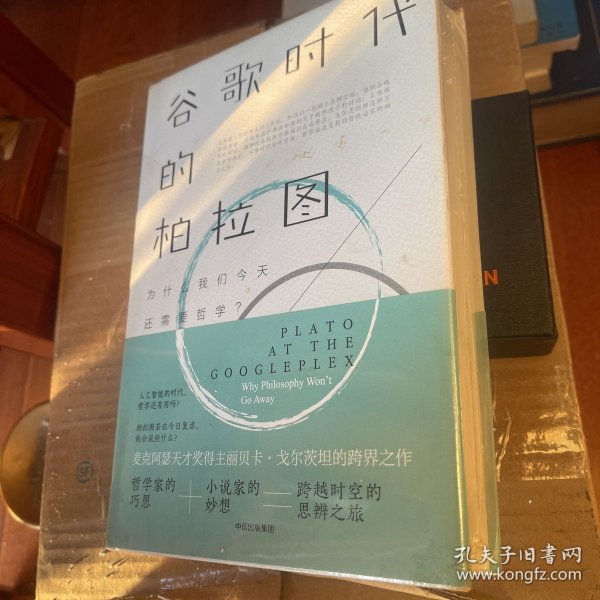 谷歌时代
的
柏拉图
为什么我们今天
还需要哲学?
PLATO
AT THE
GOOGLEPLEX
Why Philosophy Won't
Go Away
人工智能的时代,
哲学还有用吗?
柏拉图若在今日复活,
他会说些什么?
麦克阿瑟天才奖得主丽贝卡·戈尔茨坦的跨界之作
哲学家的
巧思
小说家的
妙想
跨越时空的
思辨之旅
中信出版集团
N
孔夫子旧书网
www.kongfz.com